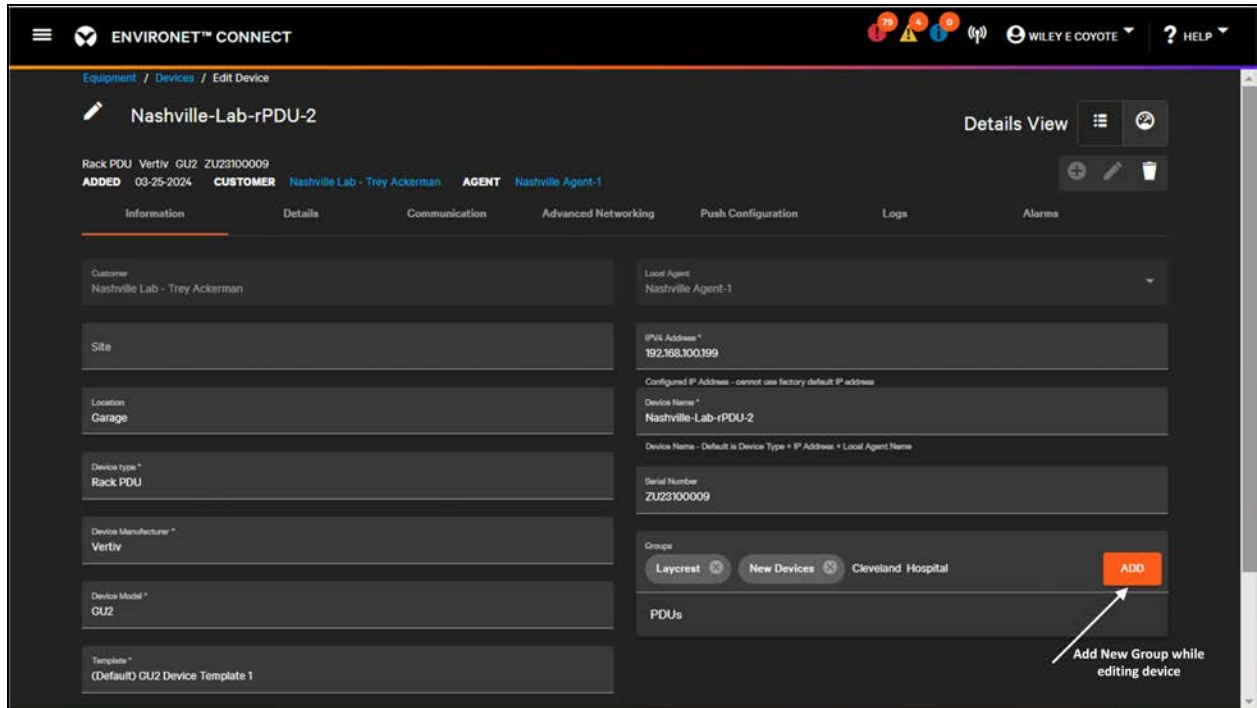 79 4 0
ENVIRONET™ CONNECT
WILEY E COYOTE
? HELP
Equipment / Devices / Edit Device
Nashville-Lab-rPDU-2
Details View
Rack PDU Vertiv GU2 ZU23100009
ADDED 03-25-2024 CUSTOMER Nashville Lab - Trey Ackerman AGENT Nashville Agent-1
Information Details Communication Advanced Networking Push Configuration Logs Alarms
Customer
Nashville Lab - Trey Ackerman
Local Agent
Nashville Agent-1
Site
IPV4 Address *
192.168.100.199
Configured IP Address - cannot use factory default IP address
Location
Garage
Device Name *
Nashville-Lab-rPDU-2
Device Name - Default is Device Type + IP Address + Local Agent Name
Device type *
Rack PDU
Serial Number
ZU23100009
Device Manufacturer *
Vertiv
Groups
Laycrest New Devices Cleveland Hospital ADD
Device Model *
GU2
PDUs
Add New Group while
editing device
Template *
(Default) GU2 Device Template 1